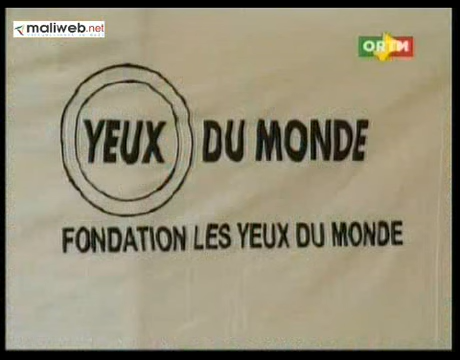 maliweb.net
ORTM
YEUX DU MONDE
FONDATION LES YEUX DU MONDE